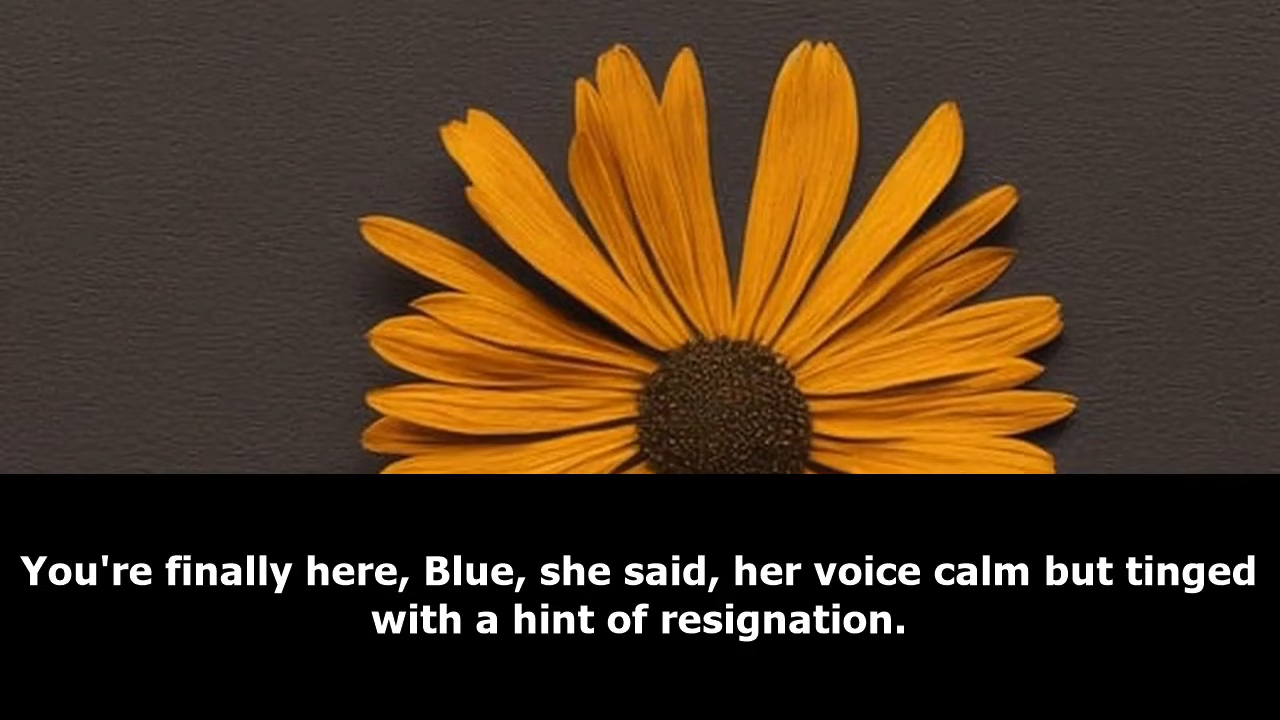 You're finally here, Blue, she said, her voice calm but tinged
with a hint of resignation.